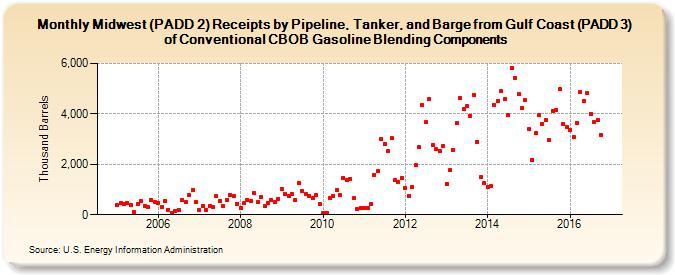 Monthly Midwest (PADD 2) Receipts by Pipeline, Tanker, and Barge from Gulf Coast (PADD 3)
of Conventional CBOB Gasoline Blending Components
Thousand Barrels
6,000
4,000
2,000
0
2006 2008 2010 2012 2014 2016
Source: U.S. Energy Information Administration